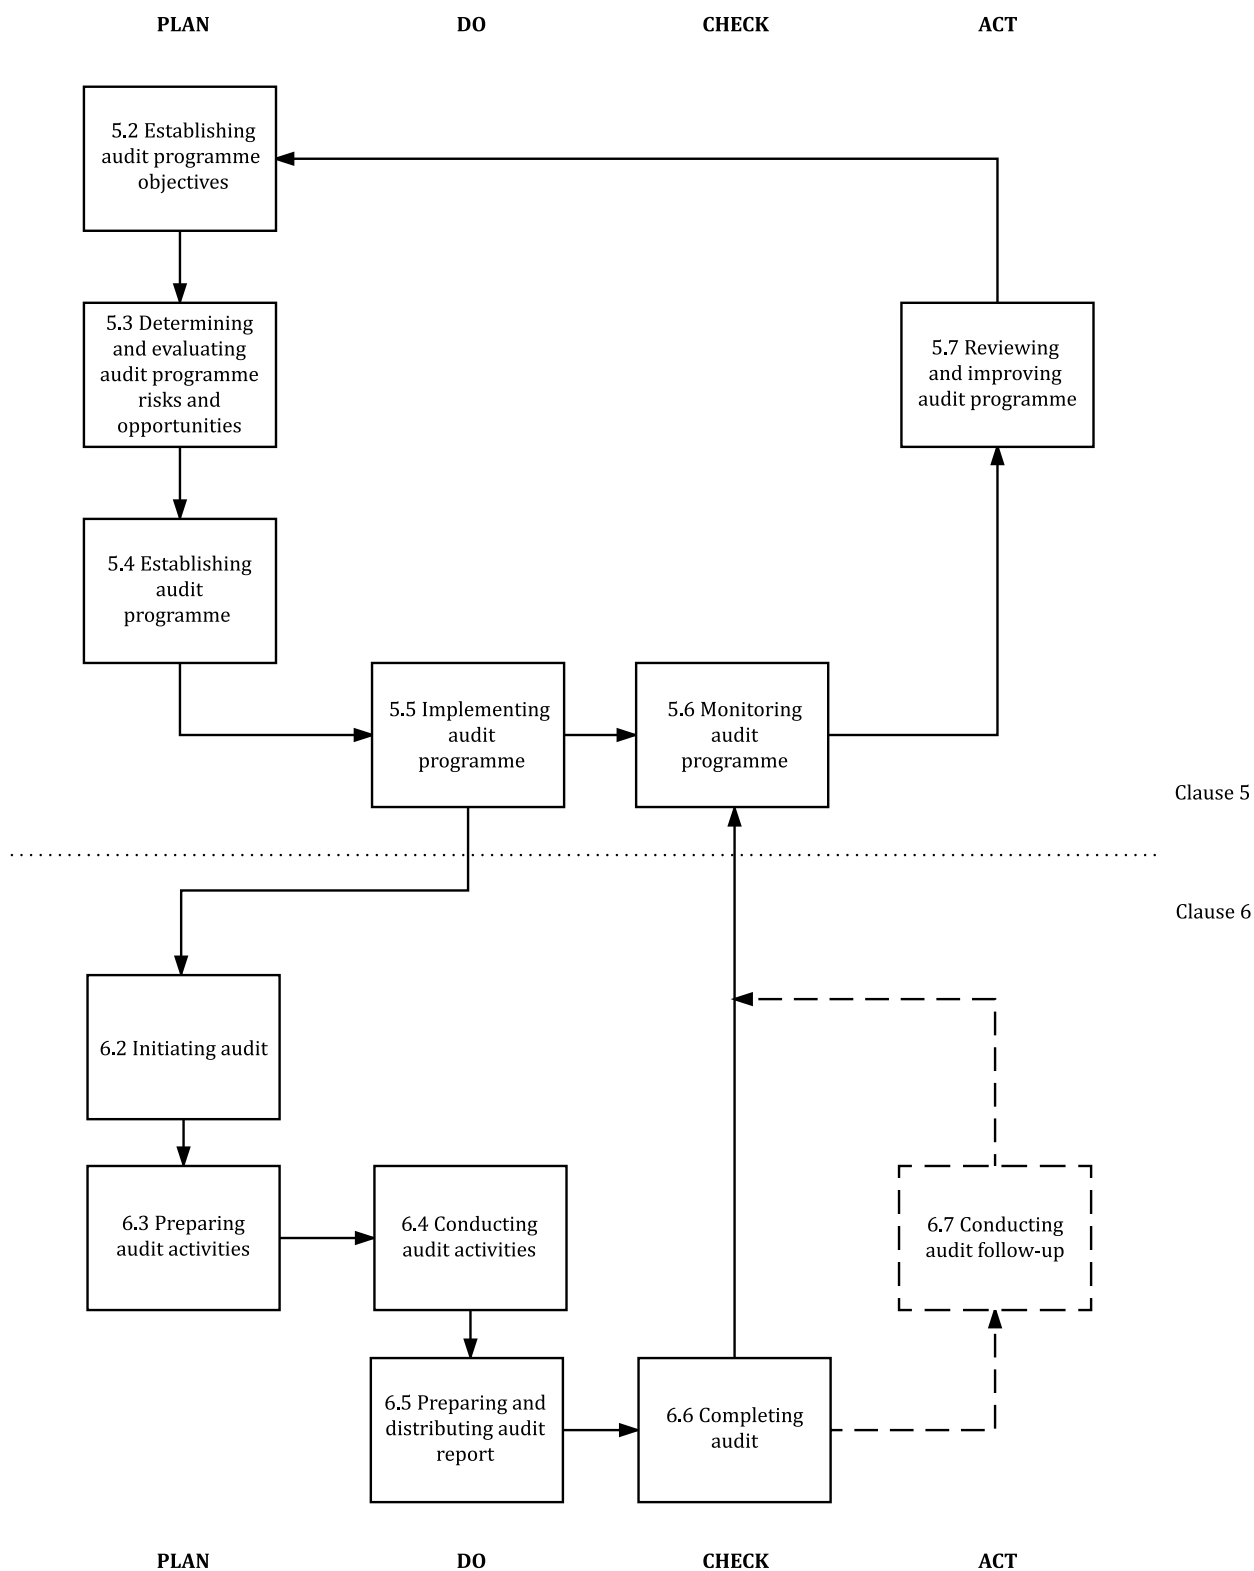 PLAN
DO
CHECK
ACT
5.2 Establishing
audit programme
objectives
5.3 Determining
and evaluating
audit programme
risks and
opportunities
5.7 Reviewing
and improving
audit programme
5.4 Establishing
audit
programme
5.5 Implementing
audit
programme
5.6 Monitoring
audit
programme
Clause 5
Clause 6
6.2 Initiating audit
6.3 Preparing
audit activities
6.4 Conducting
audit activities
6.7 Conducting
audit follow-up
6.5 Preparing and
distributing audit
report
6.6 Completing
audit
PLAN
DO
CHECK
ACT